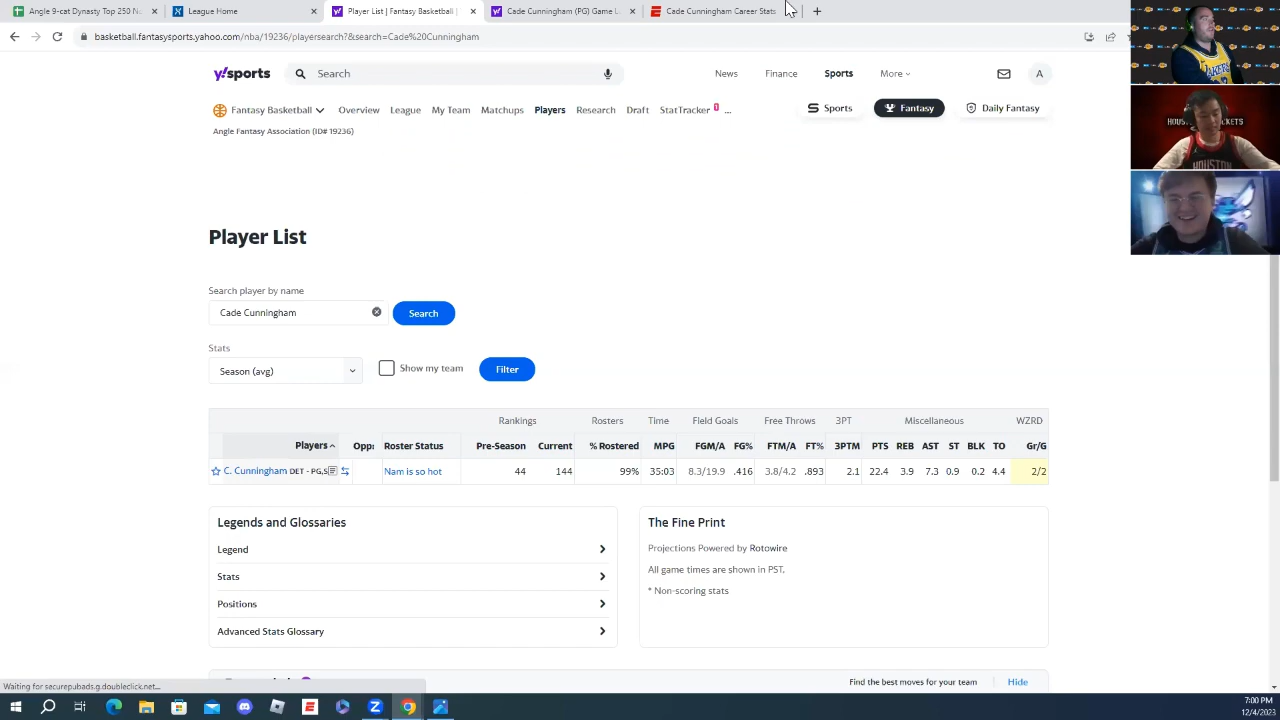 Angle 9-cat Dynasty Top 250 Na
League Home
Player List | Fantasy Basketball |
Cade Cunningham (PG) Game L
Cade Cunningham Career Stats
basketball.fantasysports.yahoo.com/nba/19236/playersearch?&search=Cade%20Cunningham
y!sports
Search
News
Finance
Sports
More
A
Fantasy Basketball
Overview
League
My Team
Matchups
Players
Research
Draft
StatTracker
...
Sports
Fantasy
Daily Fantasy
Angle Fantasy Association (ID# 19236)
Player List
Search player by name
Cade Cunningham
Search
Stats
Season (avg)
Show my team
Filter
Rankings Rosters Time Field Goals Free Throws 3PT Miscellaneous WZRD
Players Opp Roster Status Pre-Season Current % Rostered MPG FGM/A FG% FTM/A FT% 3PTM PTS REB AST ST BLK TO Gr/G
C. Cunningham DET - PG,S Nam is so hot 44 144 99% 35:03 8.3/19.9 .416 3.8/4.2 .893 2.1 22.4 3.9 7.3 0.9 0.2 4.4 2/2
Legends and Glossaries
Legend
Stats
Positions
Advanced Stats Glossary
The Fine Print
Projections Powered by Rotowire
All game times are shown in PST.
* Non-scoring stats
Find the best moves for your team
Hide
Waiting for securepubads.g.doubleclick.net...
7:00 PM
12/4/2023
LAKERS
HOUSTON